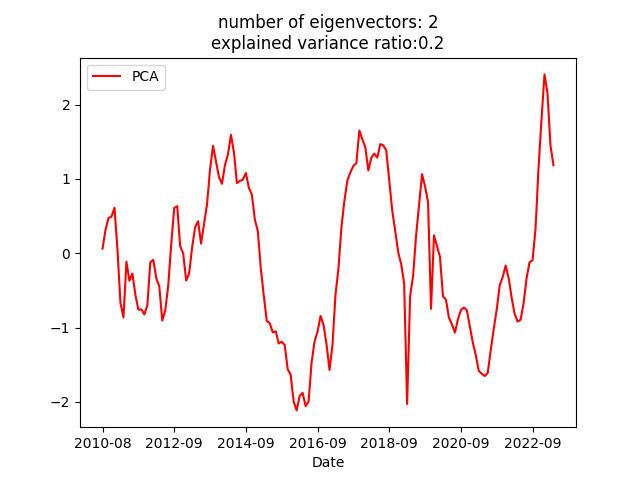 number of eigenvectors: 2
explained variance ratio:0.2
PCA
2
1
0
−1
−2
2010-08 2012-09 2014-09 2016-09 2018-09 2020-09 2022-09
Date